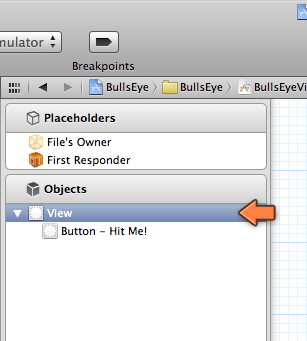 mulator
Breakpoints
BullsEye
BullsEye
BullsEyeVi
Placeholders
File's Owner
First Responder
Objects
View
Button – Hit Me!